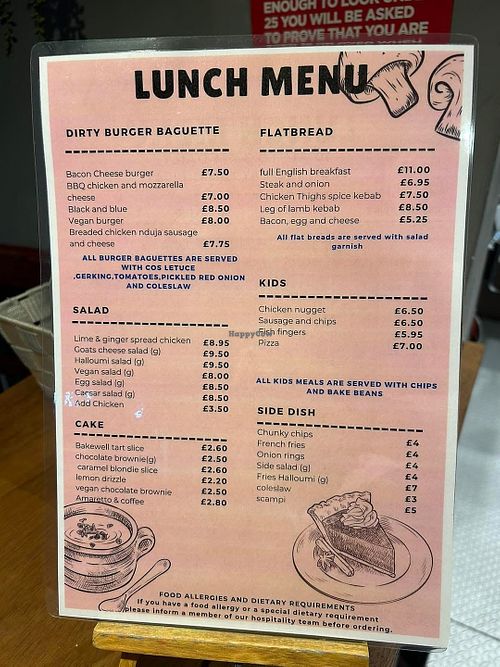 ENOUGH TO LOOK
25 YOU WILL BE ASKED
TO PROVE THAT YOU ARE
LUNCH MENU
DIRTY BURGER BAGUETTE
Bacon Cheese burger £7.50
BBQ chicken and mozzarella
cheese £7.00
Black and blue £8.50
Vegan burger £8.00
Breaded chicken nduja sausage
and cheese £7.75
ALL BURGER BAGUETTES ARE SERVED
WITH COS LETUCE
,GERKING,TOMATOES,PICKLED RED ONION
AND COLESLAW
SALAD
Lime & ginger spread chicken £8.95
Goats cheese salad (g) £9.50
Halloumi salad (g) £9.50
Vegan salad (g) £8.00
Egg salad (g) £8.50
Caesar salad (g) £8.50
Add Chicken £3.50
CAKE
Bakewell tart slice £2.60
chocolate brownie(g) £2.50
caramel blondie slice £2.60
lemon drizzle £2.20
vegan chocolate brownie £2.50
Amaretto & coffee £2.80
FLATBREAD
full English breakfast £11.00
Steak and onion £6.95
Chicken Thighs spice kebab £7.50
Leg of lamb kebab £8.50
Bacon, egg and cheese £5.25
All flat breads are served with salad
garnish
KIDS
Chicken nugget £6.50
Sausage and chips £6.50
Fish fingers £5.95
Pizza £7.00
HappyCow
ALL KIDS MEALS ARE SERVED WITH CHIPS
AND BAKE BEANS
SIDE DISH
Chunky chips
French fries £4
Onion rings £4
Side salad (g) £4
Fries Halloumi (g) £4
coleslaw £7
scampi £3
£5
FOOD ALLERGIES AND DIETARY REQUIREMENTS
If you have a food allergy or a special dietary requirement
please inform a member of our hospitality team before ordering.